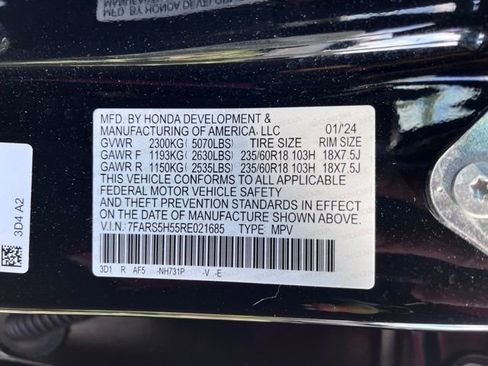 MFD. BY HONDA DEVELOPMENT &
MANUFACTURING OF AMERICA, LLC 01/24
GVWR 2300KG ( 5070LBS) TIRE SIZE RIM SIZE
GAWR F 1193KG ( 2630LBS) 235/60R18 103H 18X7.5J
GAWR R 1150KG ( 2535LBS) 235/60R18 103H 18X7.5J
THIS VEHICLE CONFORMS TO ALL APPLICABLE
FEDERAL MOTOR VEHICLE SAFETY
AND THEFT PREVENTION STANDARDS IN EFFECT
ON THE DATE OF MANUFACTURE SHOWN ABOVE.
V.I.N.: 7FARS5H55RE021685 TYPE: MPV
3D1 R AF5 -NH731P -V -E
3D4 A2